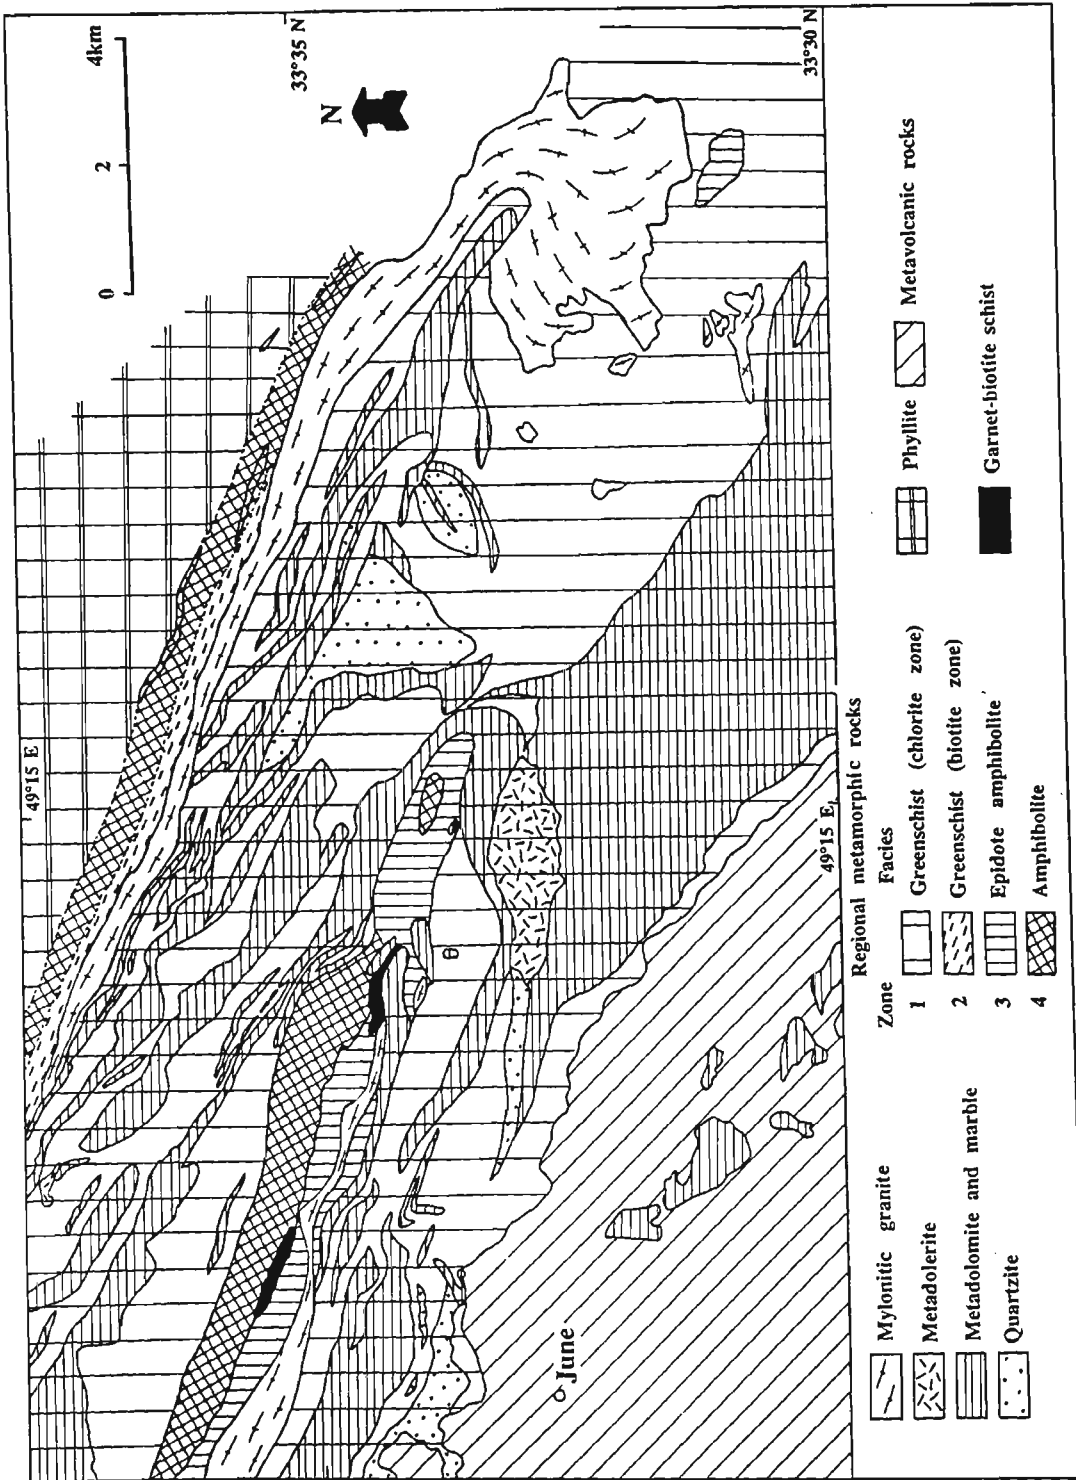 49°15 E
33°35 N
33°30 N
49°15 E
N
0 2 4km
June
Mylonitic granite
Metadolerite
Metadolomite and marble
Quartzite
Regional metamorphic rocks
Zone Facies
1 Greenschist (chlorite zone)
2 Greenschist (biotite zone)
3 Epidote amphibolite
4 Amphibolite
Phyllite
Metavolcanic rocks
Garnet-biotite schist